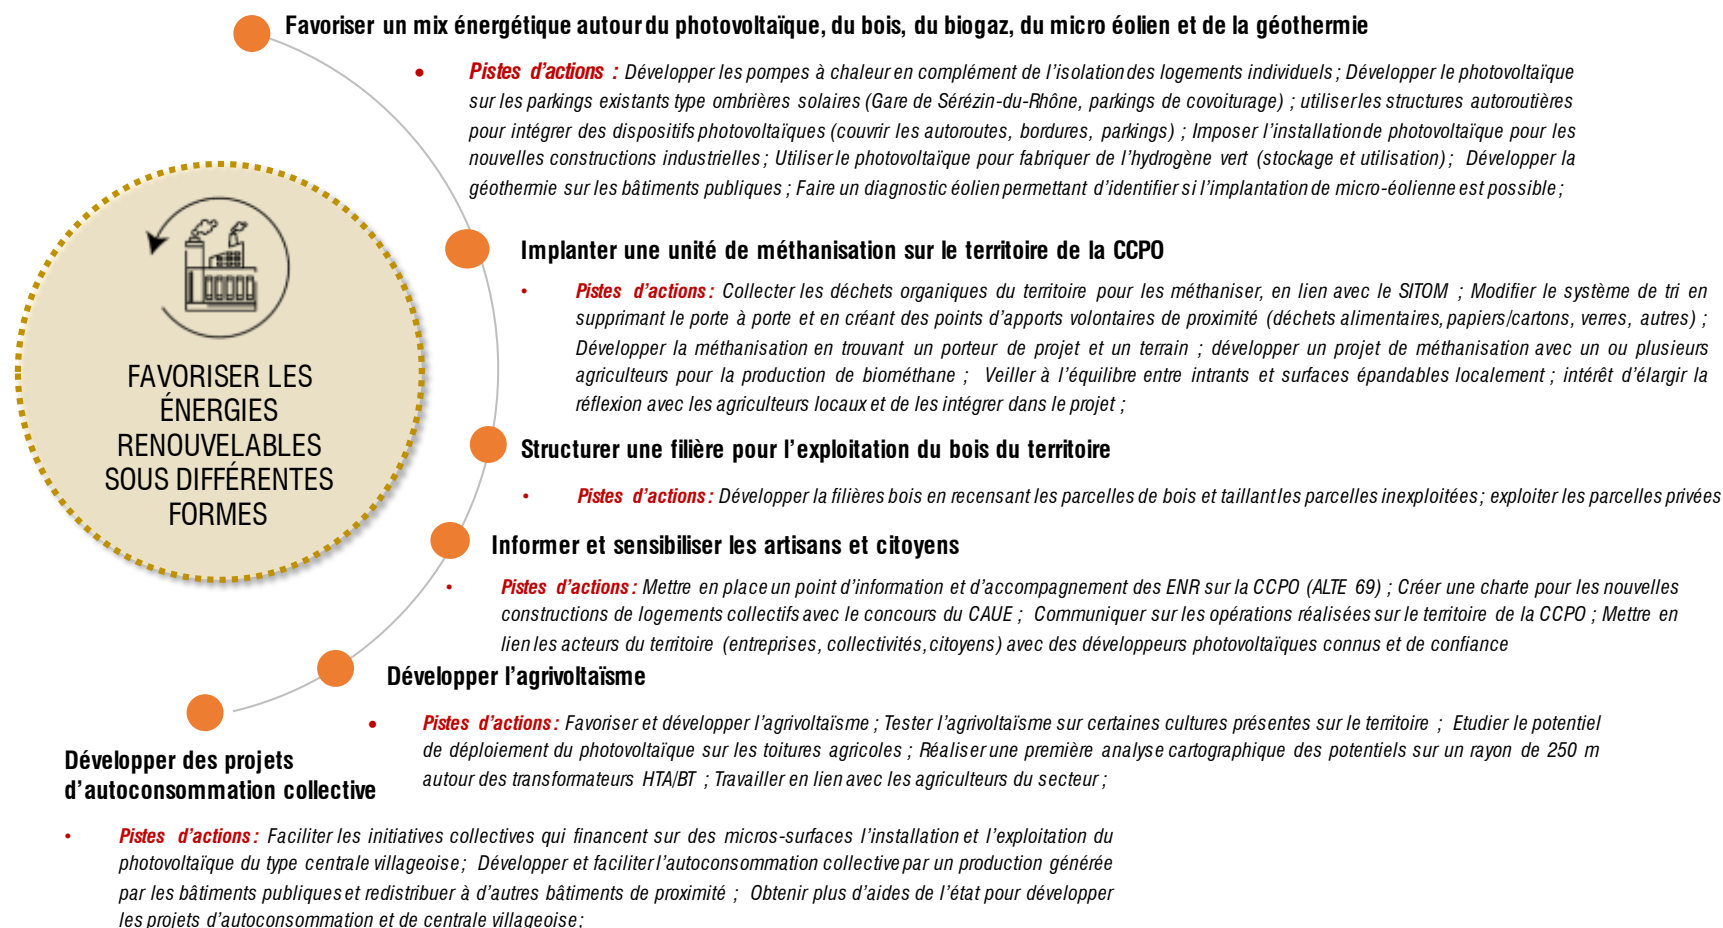 Favoriser un mix énergétique autour du photovoltaïque, du bois, du biogaz, du micro éolien et de la géothermie
• Pistes d'actions : Développer les pompes à chaleur en complément de l'isolation des logements individuels ; Développer le photovoltaïque
sur les parkings existants type ombrières solaires (Gare de Sérézin-du-Rhône, parkings de covoiturage) ; utiliser les structures autoroutières
pour intégrer des dispositifs photovoltaïques (couvrir les autoroutes, bordures, parkings) ; Imposer l'installation de photovoltaïque pour les
nouvelles constructions industrielles ; Utiliser le photovoltaïque pour fabriquer de l'hydrogène vert (stockage et utilisation) ; Développer la
géothermie sur les bâtiments publiques ; Faire un diagnostic éolien permettant d'identifier si l'implantation de micro-éolienne est possible ;
FAVORISER LES
ÉNERGIES
RENOUVELABLES
SOUS DIFFÉRENTES
FORMES
Implanter une unité de méthanisation sur le territoire de la CCPO
• Pistes d'actions : Collecter les déchets organiques du territoire pour les méthaniser, en lien avec le SITOM ; Modifier le système de tri en
supprimant le porte à porte et en créant des points d'apports volontaires de proximité (déchets alimentaires, papiers/cartons, verres, autres) ;
Développer la méthanisation en trouvant un porteur de projet et un terrain ; développer un projet de méthanisation avec un ou plusieurs
agriculteurs pour la production de biométhane ; Veiller à l'équilibre entre intrants et surfaces épandables localement ; intérêt d'élargir la
réflexion avec les agriculteurs locaux et de les intégrer dans le projet ;
Structurer une filière pour l'exploitation du bois du territoire
• Pistes d'actions : Développer la filières bois en recensant les parcelles de bois et taillant les parcelles inexploitées ; exploiter les parcelles privées
Informer et sensibiliser les artisans et citoyens
• Pistes d'actions : Mettre en place un point d'information et d'accompagnement des ENR sur la CCPO (ALTE 69) ; Créer une charte pour les nouvelles
constructions de logements collectifs avec le concours du CAUE ; Communiquer sur les opérations réalisées sur le territoire de la CCPO ; Mettre en
lien les acteurs du territoire (entreprises, collectivités, citoyens) avec des développeurs photovoltaïques connus et de confiance
Développer l'agrivoltaïsme
• Pistes d'actions : Favoriser et développer l'agrivoltaïsme ; Tester l'agrivoltaïsme sur certaines cultures présentes sur le territoire ; Etudier le potentiel
de déploiement du photovoltaïque sur les toitures agricoles ; Réaliser une première analyse cartographique des potentiels sur un rayon de 250 m
autour des transformateurs HTA/BT ; Travailler en lien avec les agriculteurs du secteur ;
Développer des projets
d'autoconsommation collective
• Pistes d'actions : Faciliter les initiatives collectives qui financent sur des micros-surfaces l'installation et l'exploitation du
photovoltaïque du type centrale villageoise ; Développer et faciliter l'autoconsommation collective par un production générée
par les bâtiments publiques et redistribuer à d'autres bâtiments de proximité ; Obtenir plus d'aides de l'état pour développer
les projets d'autoconsommation et de centrale villageoise ;